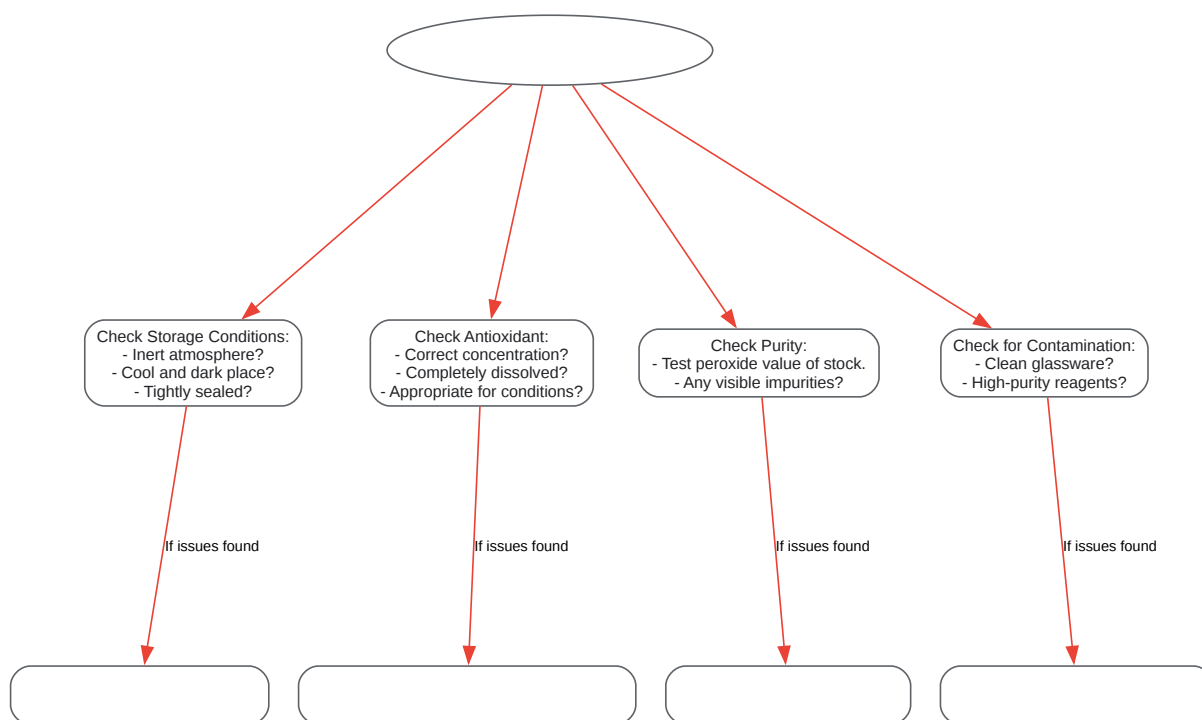 Check Storage Conditions:
- Inert atmosphere?
- Cool and dark place?
- Tightly sealed?
Check Antioxidant:
- Correct concentration?
- Completely dissolved?
- Appropriate for conditions?
Check Purity:
- Test peroxide value of stock.
- Any visible impurities?
Check for Contamination:
- Clean glassware?
- High-purity reagents?
If issues found
If issues found
If issues found
If issues found